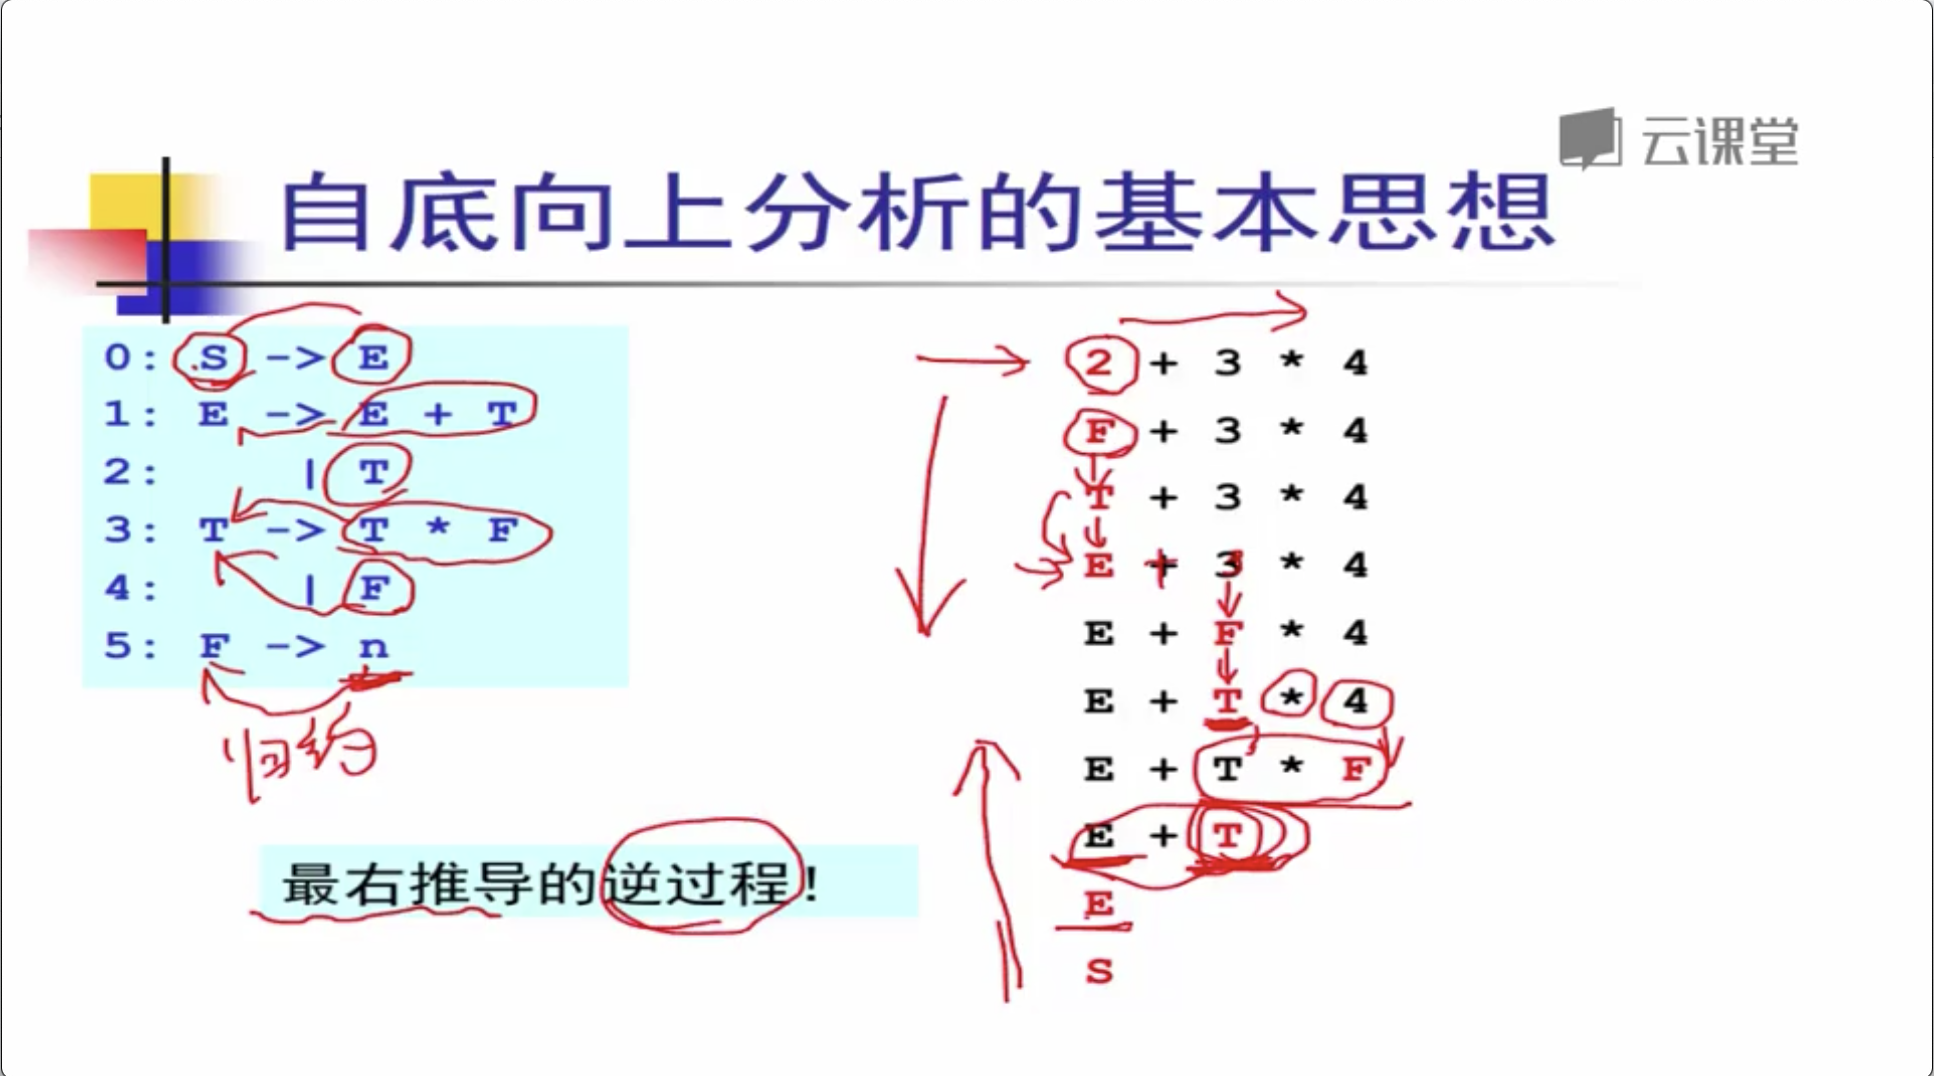 云课堂
自底向上分析的基本思想
0: S -> E
1: E -> E + T
2: | T
3: T -> T * F
4: | F
5: F -> n
归约
最右推导的逆过程!
2 + 3 * 4
F + 3 * 4
T + 3 * 4
E + 3 * 4
E + F * 4
E + T * 4
E + T * F
E + T
E
S